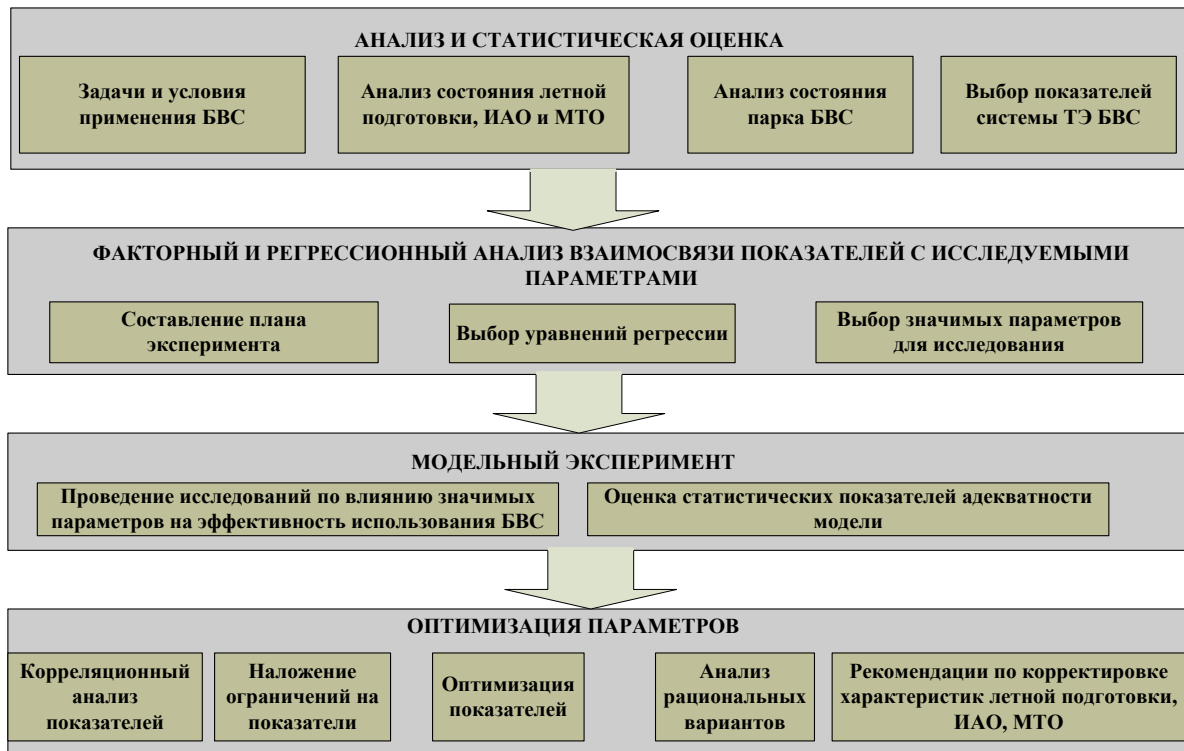 АНАЛИЗ И СТАТИСТИЧЕСКАЯ ОЦЕНКА
Задачи и условия
применения БВС
Анализ состояния летной
подготовки, ИАО и МТО
Анализ состояния
парка БВС
Выбор показателей
системы ТЭ БВС
ФАКТОРНЫЙ И РЕГРЕССИОННЫЙ АНАЛИЗ ВЗАИМОСВЯЗИ ПОКАЗАТЕЛЕЙ С ИССЛЕДУЕМЫМИ
ПАРАМЕТРАМИ
Составление плана
эксперимента
Выбор уравнений регрессии
Выбор значимых параметров
для исследования
МОДЕЛЬНЫЙ ЭКСПЕРИМЕНТ
Проведение исследований по влиянию значимых
параметров на эффективность использования БВС
Оценка статистических показателей адекватности
модели
ОПТИМИЗАЦИЯ ПАРАМЕТРОВ
Корреляционный
анализ
показателей
Наложение
ограничений на
показатели
Оптимизация
показателей
Анализ
рациональных
вариантов
Рекомендации по корректировке
характеристик летной подготовки,
ИАО, МТО